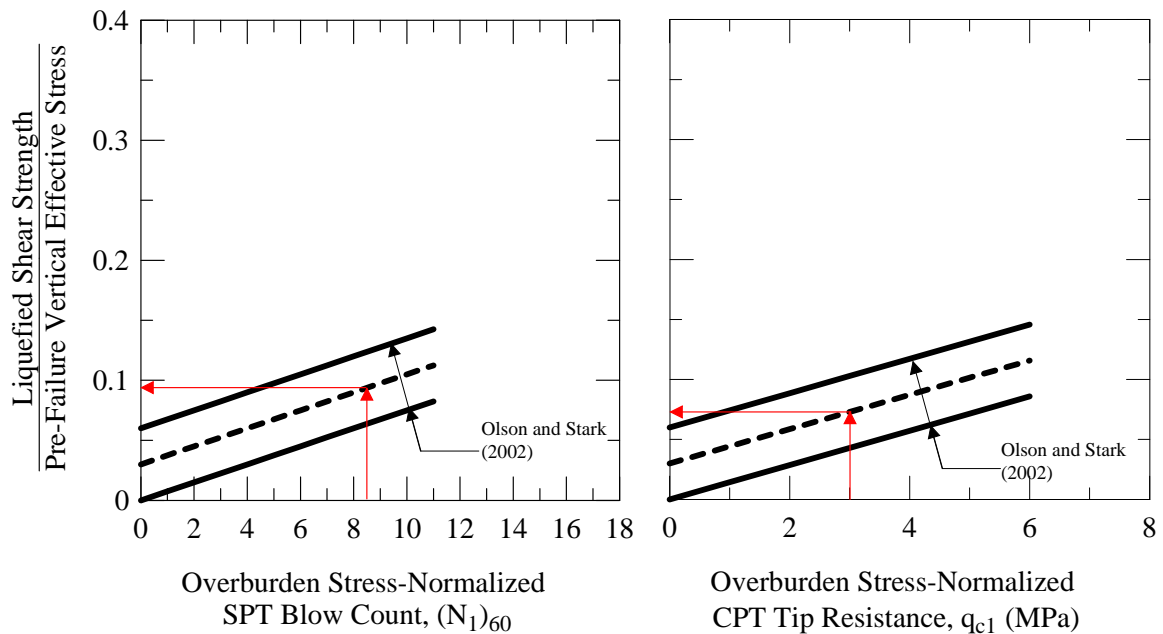 Liquefied Shear Strength
Pre-Failure Vertical Effective Stress
0.4
0.3
0.2
0.1
0
0 2 4 6 8 10 12 14 16 18
Olson and Stark
(2002)
Overburden Stress-Normalized
SPT Blow Count, (N1)60
0 2 4 6 8
Olson and Stark
(2002)
Overburden Stress-Normalized
CPT Tip Resistance, qc1 (MPa)